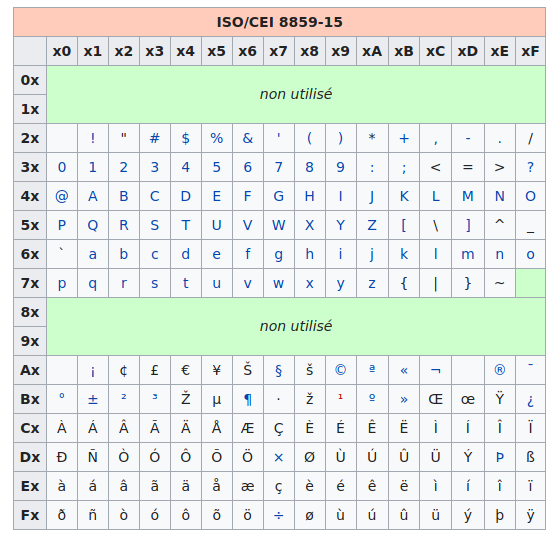 ISO/CEI 8859-15
x0 x1 x2 x3 x4 x5 x6 x7 x8 x9 xA xB xC xD xE xF
0x
non utilisé
1x
2x ! " # $ % & ' ( ) * + , - . /
3x 0 1 2 3 4 5 6 7 8 9 : ; < = > ?
4x @ A B C D E F G H I J K L M N O
5x P Q R S T U V W X Y Z [ \ ] ^ _
6x ` a b c d e f g h i j k l m n o
7x p q r s t u v w x y z { | } ~
8x
non utilisé
9x
Ax ¡ ¢ £ € ¥ Š § š © ª « ¬ ® ¯
Bx ° ± ² ³ Ž µ ¶ · ž ¹ º » Œ œ Ÿ ¿
Cx À Á Â Ã Ä Å Æ Ç È É Ê Ë Ì Í Î Ï
Dx Ð Ñ Ò Ó Ô Õ Ö × Ø Ù Ú Û Ü Ý Þ ß
Ex à á â ã ä å æ ç è é ê ë ì í î ï
Fx ð ñ ò ó ô õ ö ÷ ø ù ú û ü ý þ ÿ